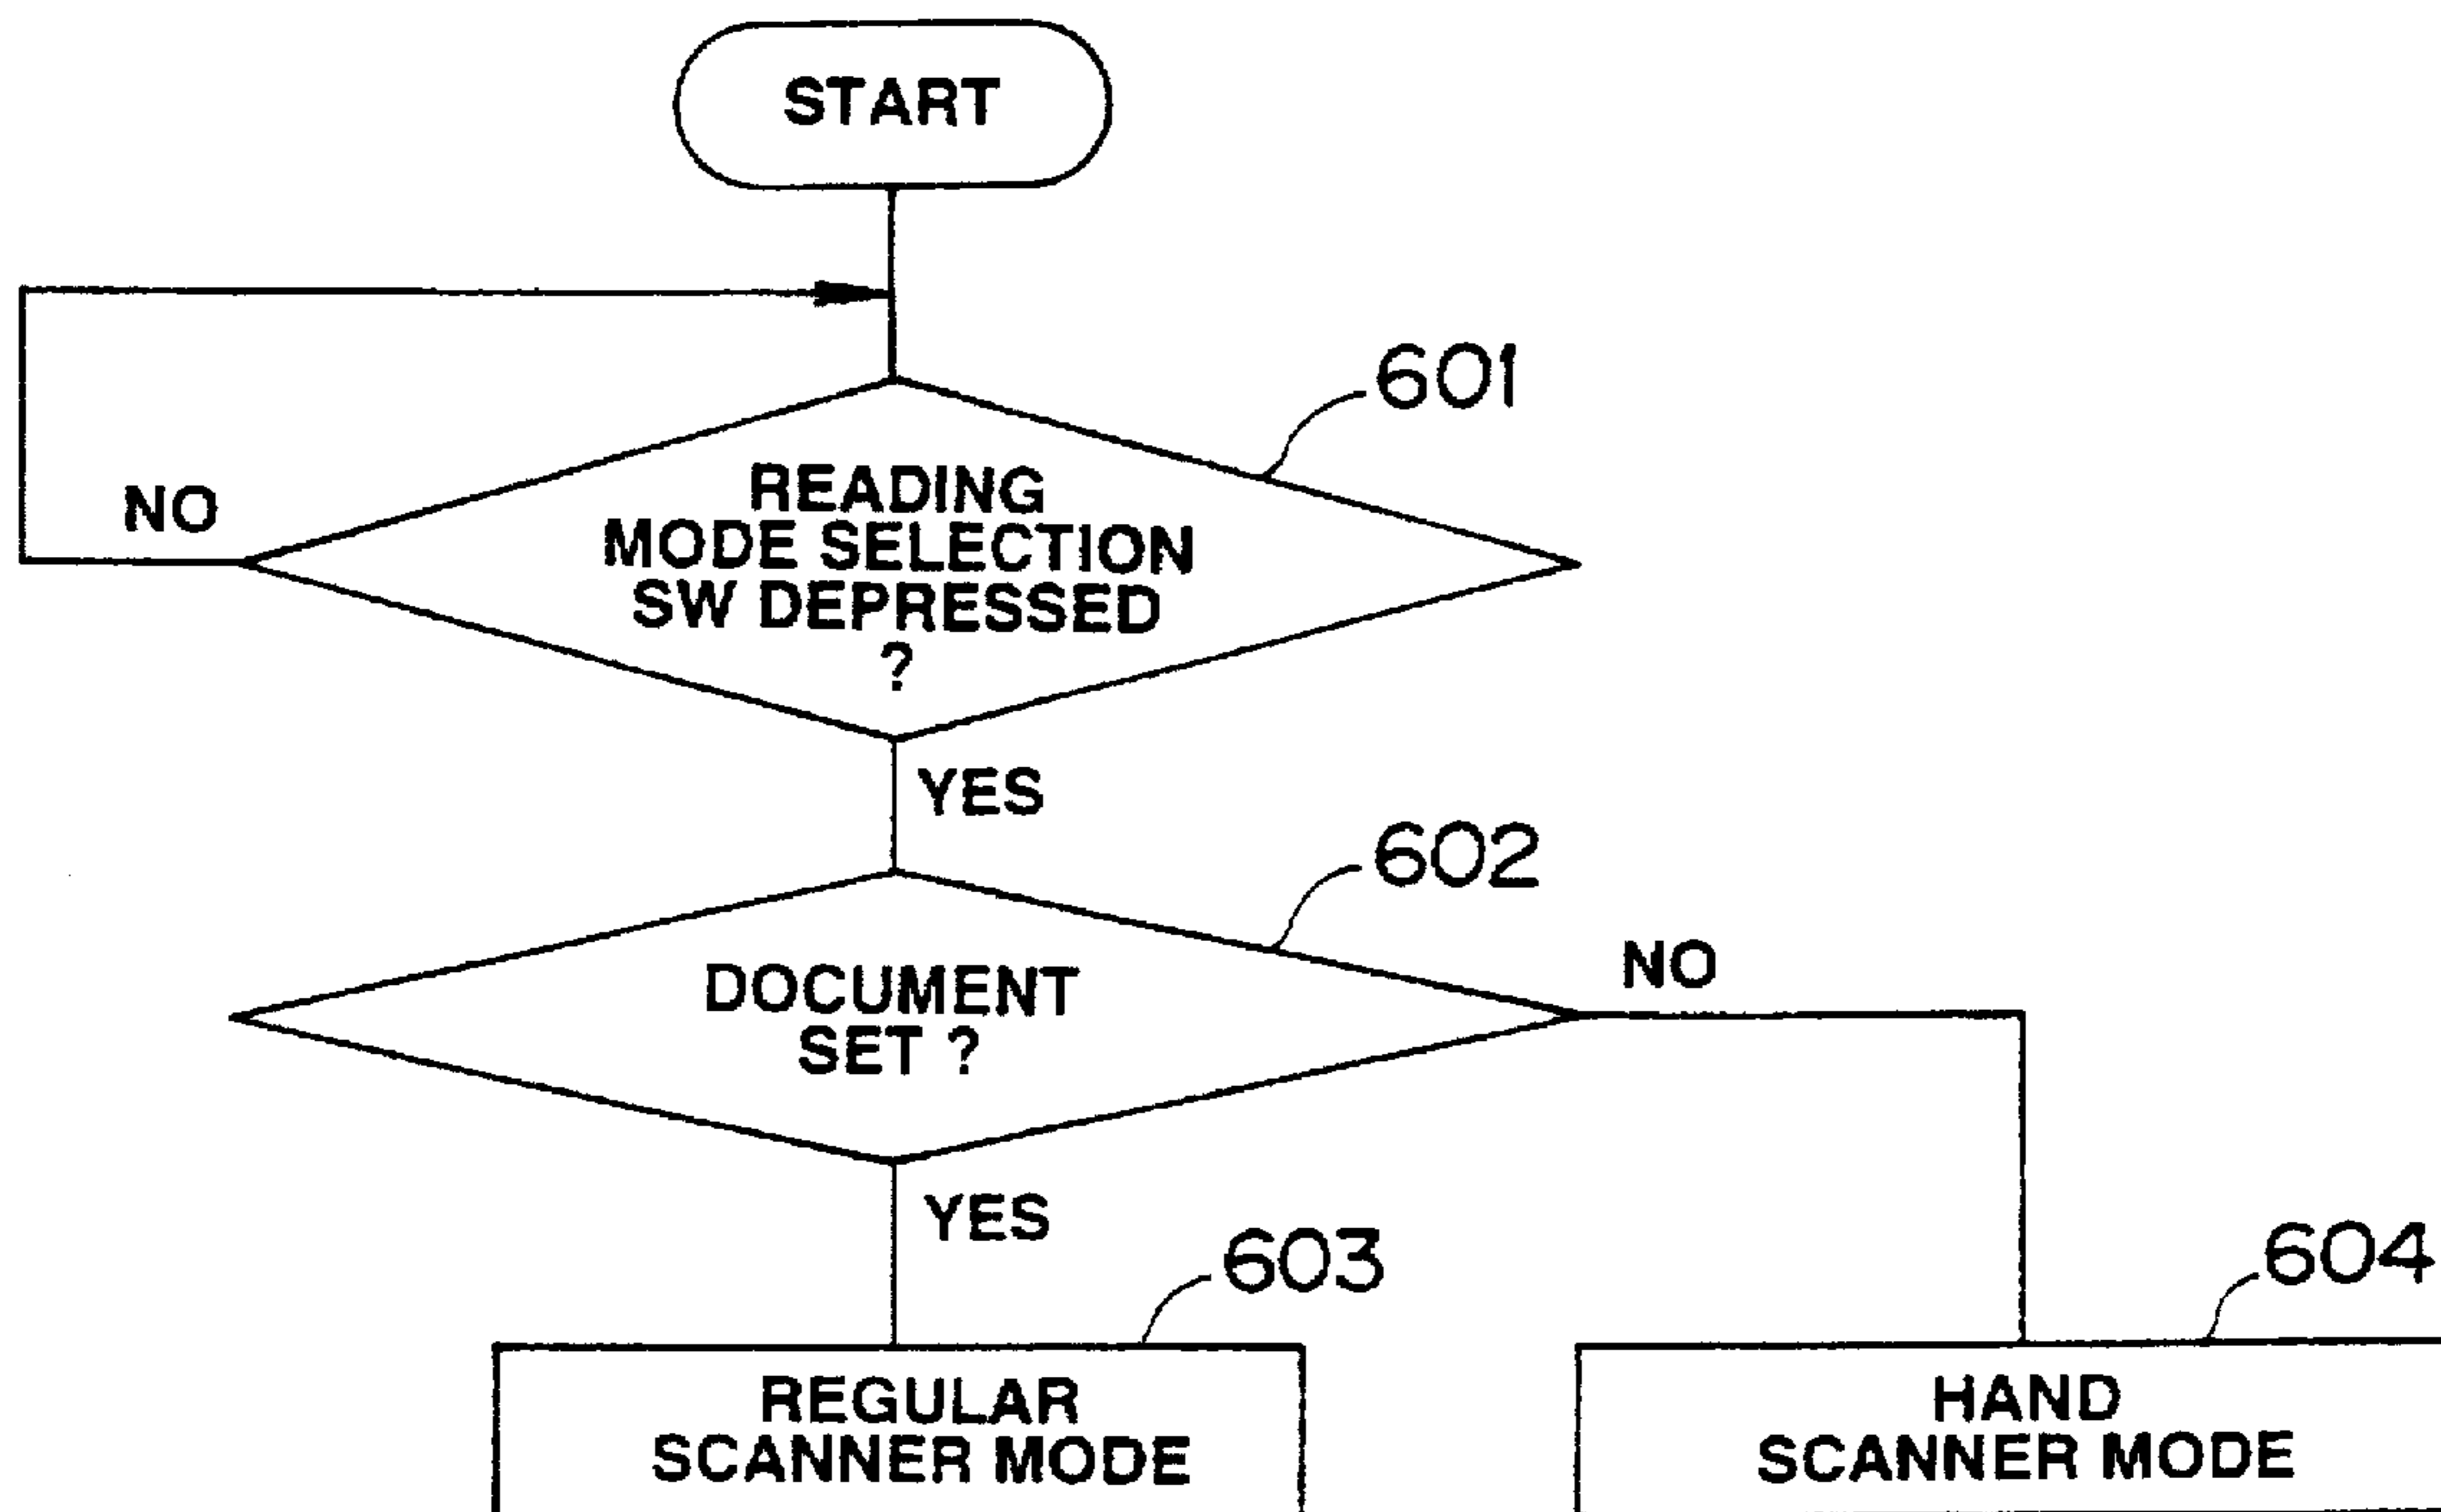 START
601
READING
MODE SELECTION
SW DEPRESSED
?
NO
YES
602
DOCUMENT
SET ?
NO
YES
603
REGULAR
SCANNER MODE
604
HAND
SCANNER MODE